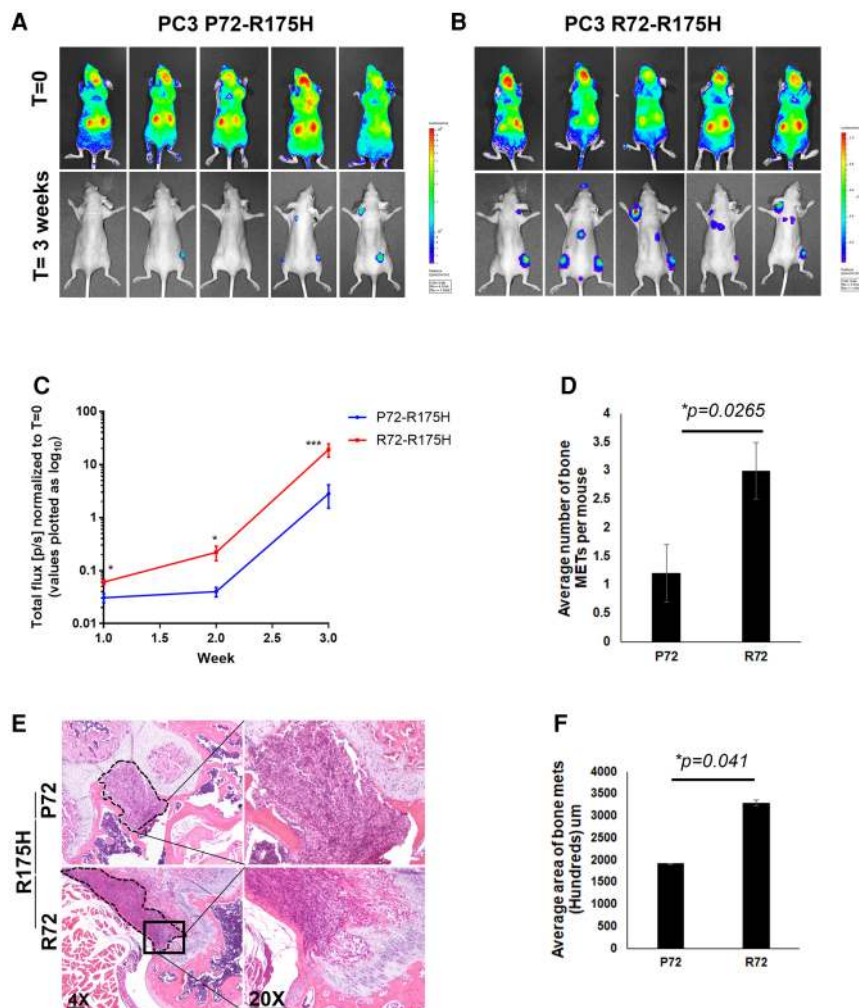 A
PC3 P72-R175H
B
PC3 R72-R175H
T=0
T= 3 weeks
C
Total flux [p/s] normalized to T=0
(values plotted as log10)
100
10
1
0.1
0.01
1.0
1.5
2.0
2.5
3.0
Week
*
*
***
P72-R175H
R72-R175H
D
*p=0.0265
Average number of bone
METs per mouse
4
3.5
3
2.5
2
1.5
1
0.5
0
P72
R72
E
R175H
P72
R72
4X
20X
F
*p=0.041
Average area of bone mets
(Hundreds) um
4000
3500
3000
2500
2000
1500
1000
500
0
P72
R72